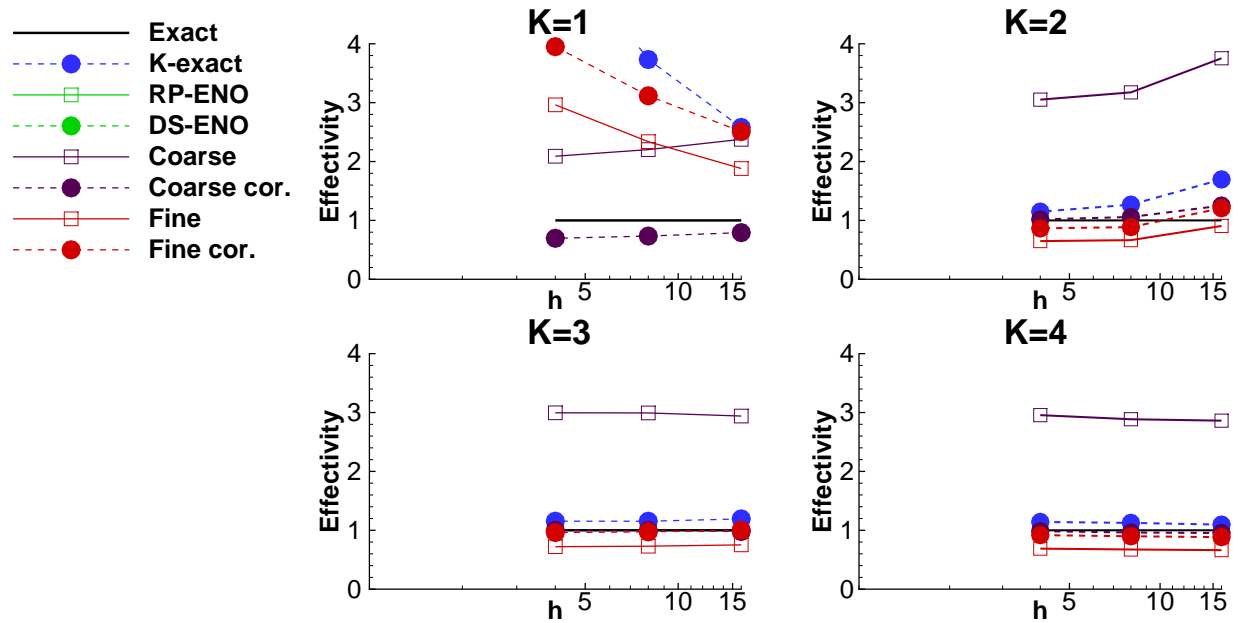 Exact
K-exact
RP-ENO
DS-ENO
Coarse
Coarse cor.
Fine
Fine cor.
K=1
Effectivity
4
3
2
1
0
h
5
10
15
K=2
Effectivity
4
3
2
1
0
h
5
10
15
K=3
Effectivity
4
3
2
1
0
h
5
10
15
K=4
Effectivity
4
3
2
1
0
h
5
10
15